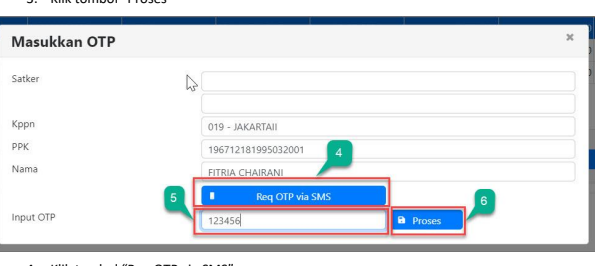 3. Klik tombol "Proses"
Masukkan OTP ×
Satker
Kppn 019 - JAKARTAII
PPK 196712181995032001
Nama FITRIA CHAIRANI
4
Req OTP via SMS
5
6
Input OTP 123456 Proses
4. Klik tombol "Req OTP via SMS"